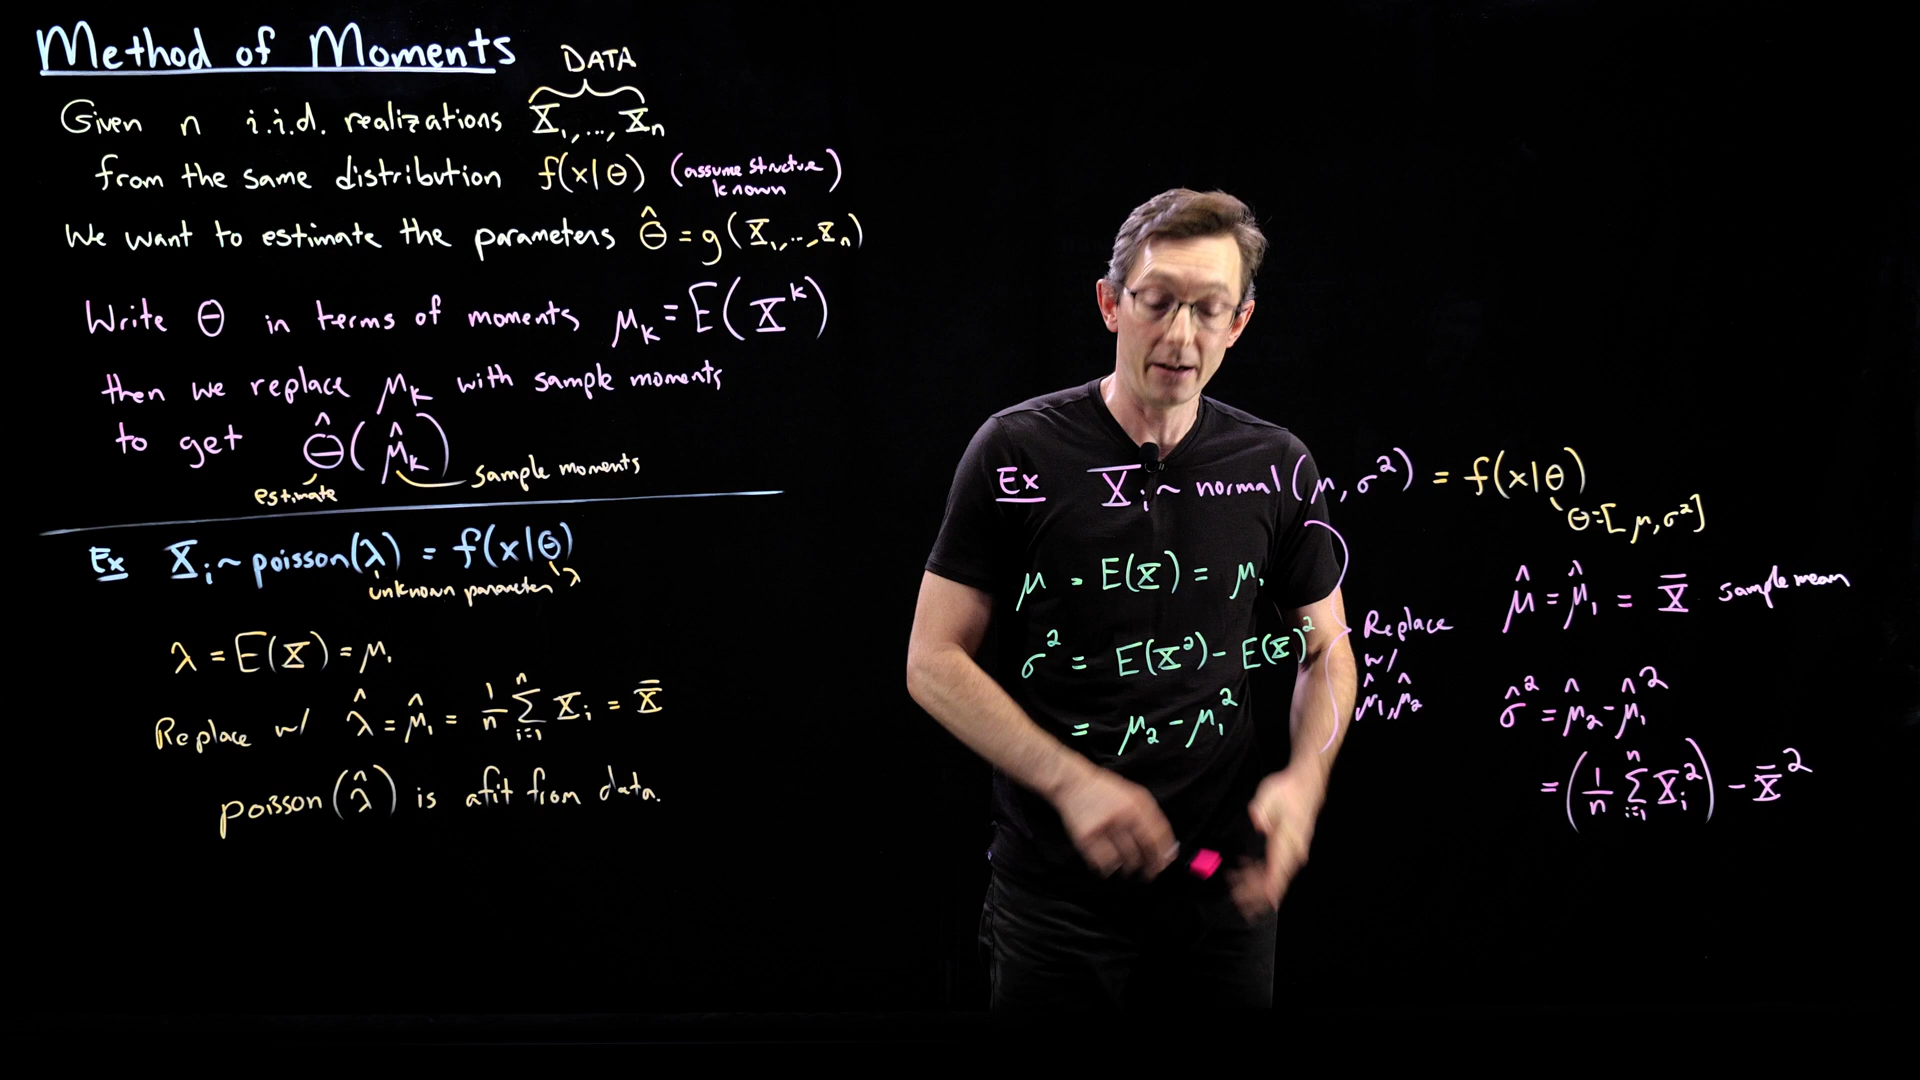 Method of Moments
DATA
Given n i.i.d. realizations X₁, ..., Xₙ
from the same distribution f(x|θ) (assume structure known)
We want to estimate the parameters θ̂ = g(X₁, ..., Xₙ)
Write θ in terms of moments μₖ = E(Xᵏ)
then we replace μₖ with sample moments
to get θ̂(μ̂ₖ)
estimate
sample moments
Ex Xᵢ ~ poisson(λ) = f(x|θ)
unknown parameter λ
λ = E(X) = μ₁
Replace w/ λ̂ = μ̂₁ = 1/n Σᵢ₌₁ⁿ Xᵢ = X̄
poisson(λ̂) is a fit from data.
Ex Xᵢ ~ normal(μ, σ²) = f(x|θ)
θ = [μ, σ²]
μ = E(X) = μ₁
σ² = E(X²) - E(X)²
= μ₂ - μ₁²
Replace
w/
μ̂₁, μ̂₂
μ̂ = μ̂₁ = X̄ sample mean
σ̂² = μ̂₂ - μ̂₁²
= (1/n Σᵢ₌₁ⁿ Xᵢ²) - X̄²